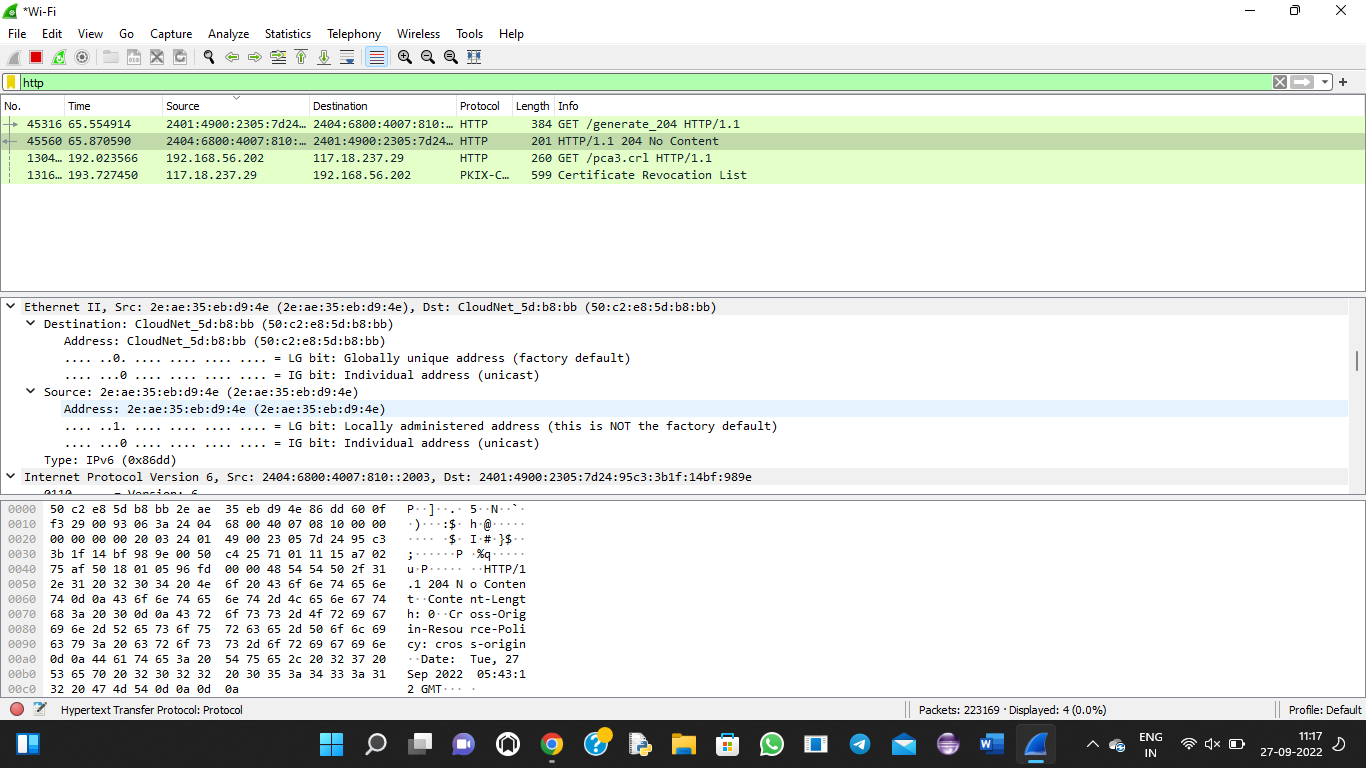 *Wi-Fi
File Edit View Go Capture Analyze Statistics Telephony Wireless Tools Help
http
No. Time Source Destination Protocol Length Info
45316 65.554914 2401:4900:2305:7d24… 2404:6800:4007:810:… HTTP 384 GET /generate_204 HTTP/1.1
45560 65.870590 2404:6800:4007:810:… 2401:4900:2305:7d24… HTTP 201 HTTP/1.1 204 No Content
1304… 192.023566 192.168.56.202 117.18.237.29 HTTP 260 GET /pca3.crl HTTP/1.1
1316… 193.727450 117.18.237.29 192.168.56.202 PKIX-C… 599 Certificate Revocation List
Ethernet II, Src: 2e:ae:35:eb:d9:4e (2e:ae:35:eb:d9:4e), Dst: CloudNet_5d:b8:bb (50:c2:e8:5d:b8:bb)
Destination: CloudNet_5d:b8:bb (50:c2:e8:5d:b8:bb)
Address: CloudNet_5d:b8:bb (50:c2:e8:5d:b8:bb)
.... ..0. .... .... .... .... = LG bit: Globally unique address (factory default)
.... ...0 .... .... .... .... = IG bit: Individual address (unicast)
Source: 2e:ae:35:eb:d9:4e (2e:ae:35:eb:d9:4e)
Address: 2e:ae:35:eb:d9:4e (2e:ae:35:eb:d9:4e)
.... ..1. .... .... .... .... = LG bit: Locally administered address (this is NOT the factory default)
.... ...0 .... .... .... .... = IG bit: Individual address (unicast)
Type: IPv6 (0x86dd)
Internet Protocol Version 6, Src: 2404:6800:4007:810::2003, Dst: 2401:4900:2305:7d24:95c3:3b1f:14bf:989e
0110 .... = Version: 6
0000 50 c2 e8 5d b8 bb 2e ae 35 eb d9 4e 86 dd 60 0f P··]··.· 5··N··`·
0010 f3 29 00 93 06 3a 24 04 68 00 40 07 08 10 00 00 ·)···:$· h·@·····
0020 00 00 00 00 20 03 24 01 49 00 23 05 7d 24 95 c3 ···· ·$· I·#·}$··
0030 3b 1f 14 bf 98 9e 00 50 c4 25 71 01 11 15 a7 02 ;······P ·%q·····
0040 75 af 50 18 01 05 96 fd 00 00 48 54 54 50 2f 31 u·P····· ··HTTP/1
0050 2e 31 20 32 30 34 20 4e 6f 20 43 6f 6e 74 65 6e .1 204 N o Conten
0060 74 0d 0a 43 6f 6e 74 65 6e 74 2d 4c 65 6e 67 74 t··Conte nt-Lengt
0070 68 3a 20 30 0d 0a 43 72 6f 73 73 2d 4f 72 69 67 h: 0··Cr oss-Orig
0080 69 6e 2d 52 65 73 6f 75 72 63 65 2d 50 6f 6c 69 in-Resou rce-Poli
0090 63 79 3a 20 63 72 6f 73 73 2d 6f 72 69 67 69 6e cy: cros s-origin
00a0 0d 0a 44 61 74 65 3a 20 54 75 65 2c 20 32 37 20 ··Date: Tue, 27
00b0 53 65 70 20 32 30 32 32 20 30 35 3a 34 33 3a 31 Sep 2022 05:43:1
00c0 32 20 47 4d 54 0d 0a 0d 0a 2 GMT··· ·
Hypertext Transfer Protocol: Protocol Packets: 223169 · Displayed: 4 (0.0%) Profile: Default
ENG
IN
11:17
27-09-2022